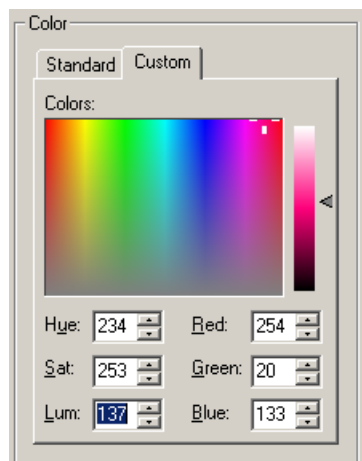 Color
Standard Custom
Colors:
Hue: 234 Red: 254
Sat: 253 Green: 20
Lum: 137 Blue: 133